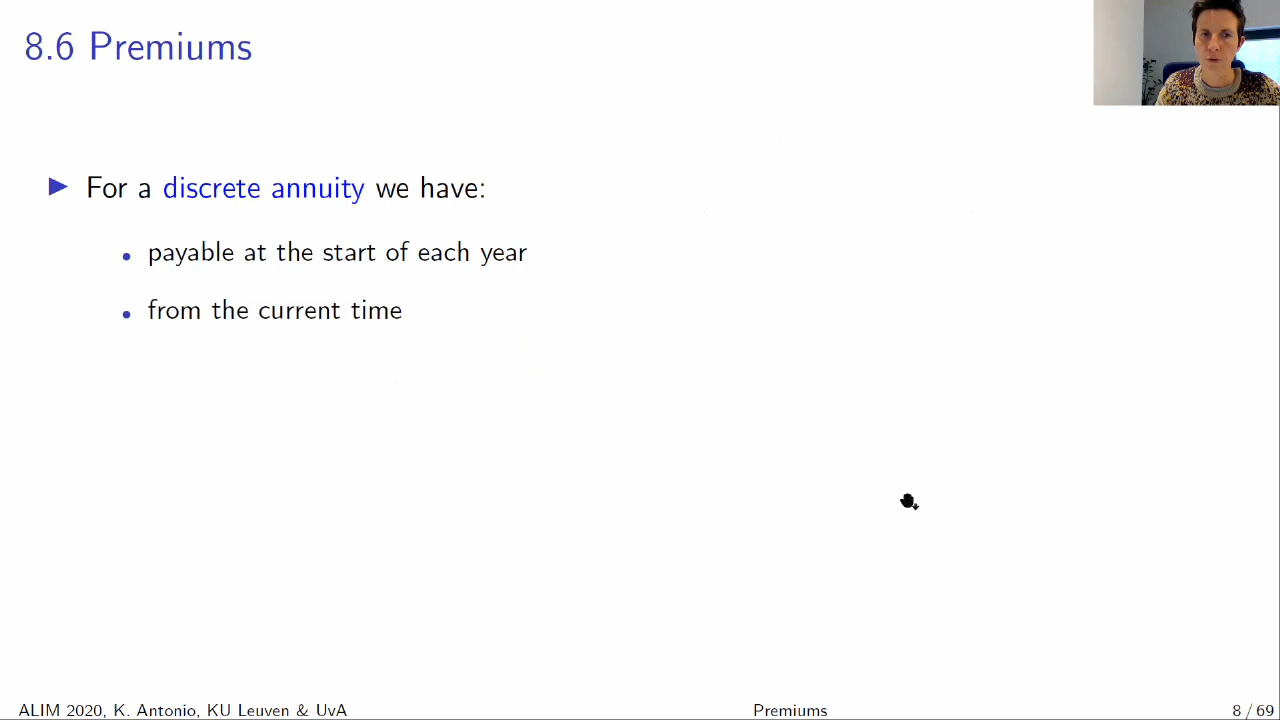 8.6 Premiums
For a discrete annuity we have:
payable at the start of each year
from the current time
ALIM 2020, K. Antonio, KU Leuven & UvA
Premiums
8 / 69